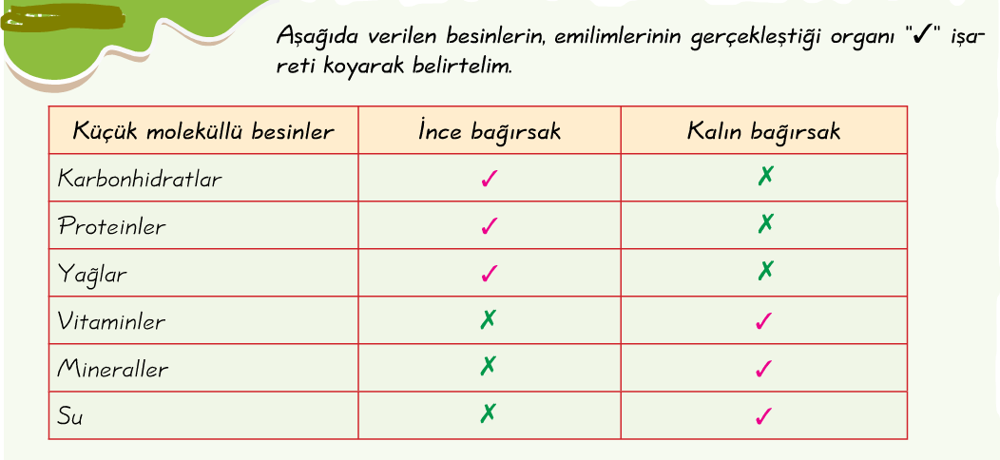 Aşağıda verilen besinlerin, emilimlerinin gerçekleştiği organı "✓" işa-
reti koyarak belirtelim.
Küçük moleküllü besinler İnce bağırsak Kalın bağırsak
Karbonhidratlar ✓ ✗
Proteinler ✓ ✗
Yağlar ✓ ✗
Vitaminler ✗ ✓
Mineraller ✗ ✓
Su ✗ ✓